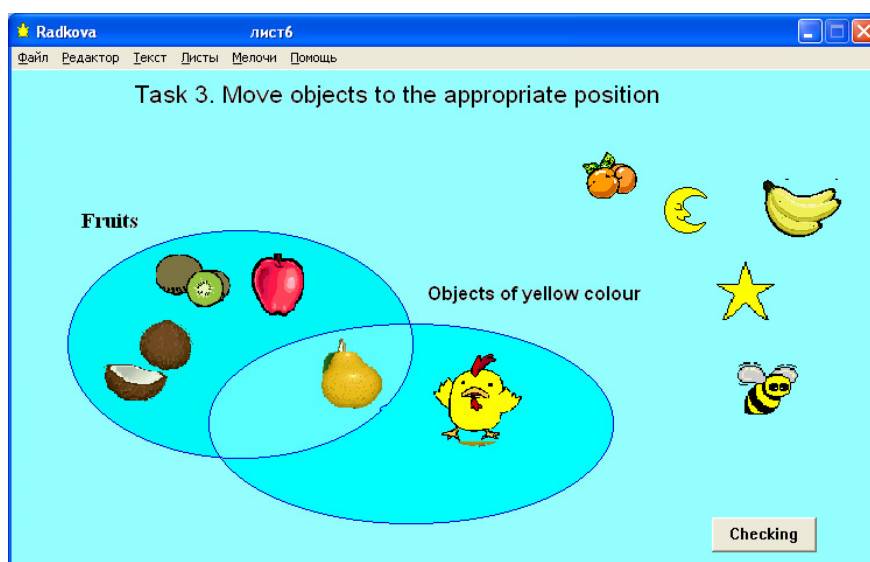 Radkova лист6
Файл Редактор Текст Листы Мелочи Помощь
Task 3. Move objects to the appropriate position
Fruits
Objects of yellow colour
Checking